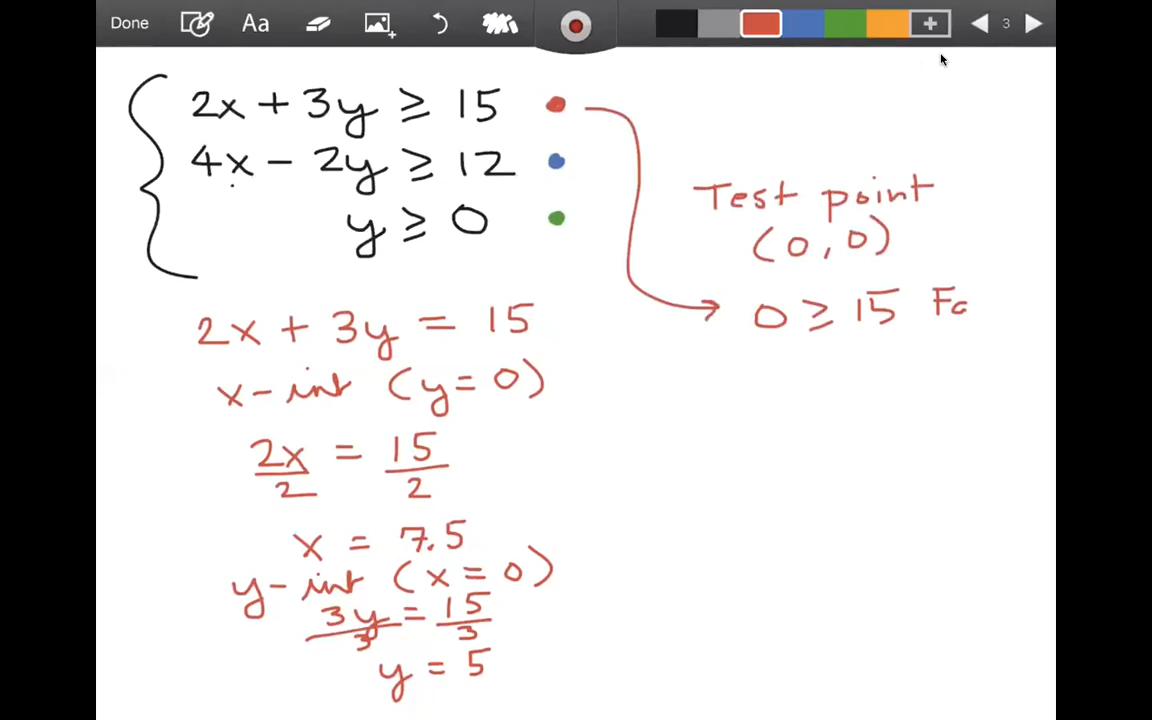 Done Aa 3
2x + 3y ≥ 15
4x - 2y ≥ 12
y ≥ 0
Test point
(0,0)
0 ≥ 15 Fa
2x + 3y = 15
x-int (y=0)
2x/2 = 15/2
x = 7.5
y-int (x=0)
3y/3 = 15/3
y = 5